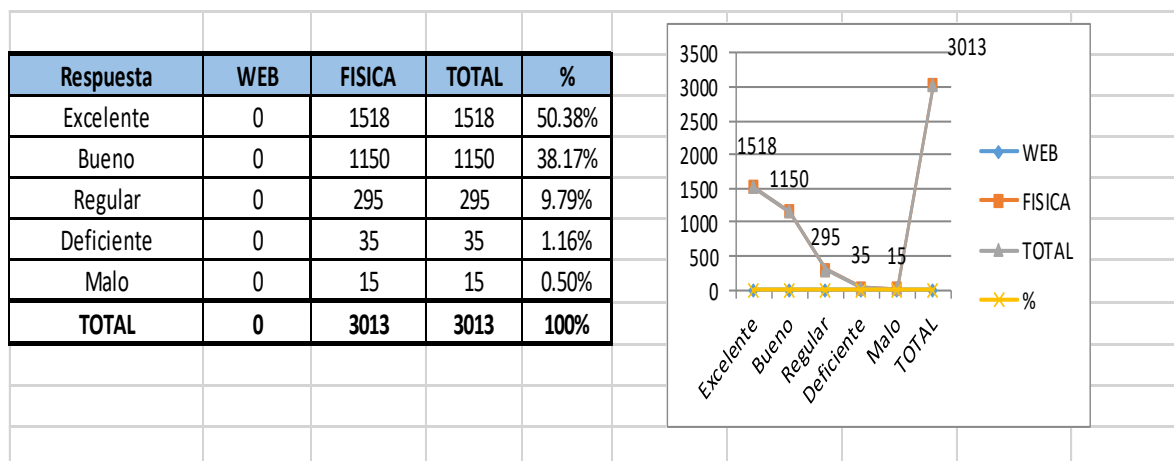 Respuesta WEB FISICA TOTAL %
Excelente 0 1518 1518 50.38%
Bueno 0 1150 1150 38.17%
Regular 0 295 295 9.79%
Deficiente 0 35 35 1.16%
Malo 0 15 15 0.50%
TOTAL 0 3013 3013 100%
3500
3000
2500
2000
1500
1000
500
0
3013
1518
1150
295
35
15
Excelente
Bueno
Regular
Deficiente
Malo
TOTAL
WEB
FISICA
TOTAL
%